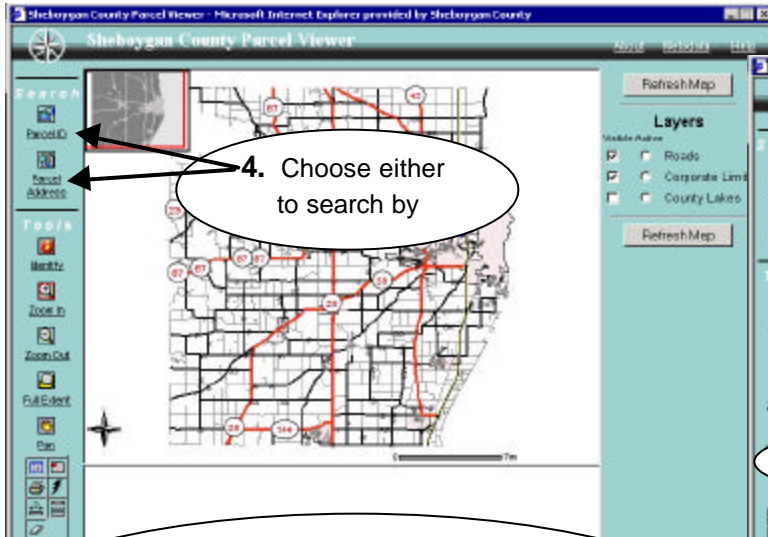 Sheboygan County Parcel Viewer - Microsoft Internet Explorer provided by Sheboygan County
Sheboygan County Parcel Viewer
About Metadata Help
Search
Parcel ID
Parcel
Address
Tools
Identify
Zoom In
Zoom Out
Full Extent
Pan
4. Choose either
to search by
67
42
23
67 67 67 67
28
28
28 144
0 7m
Refresh Map
Layers
Visible Active
Roads
Corporate Limit
County Lakes
Refresh Map